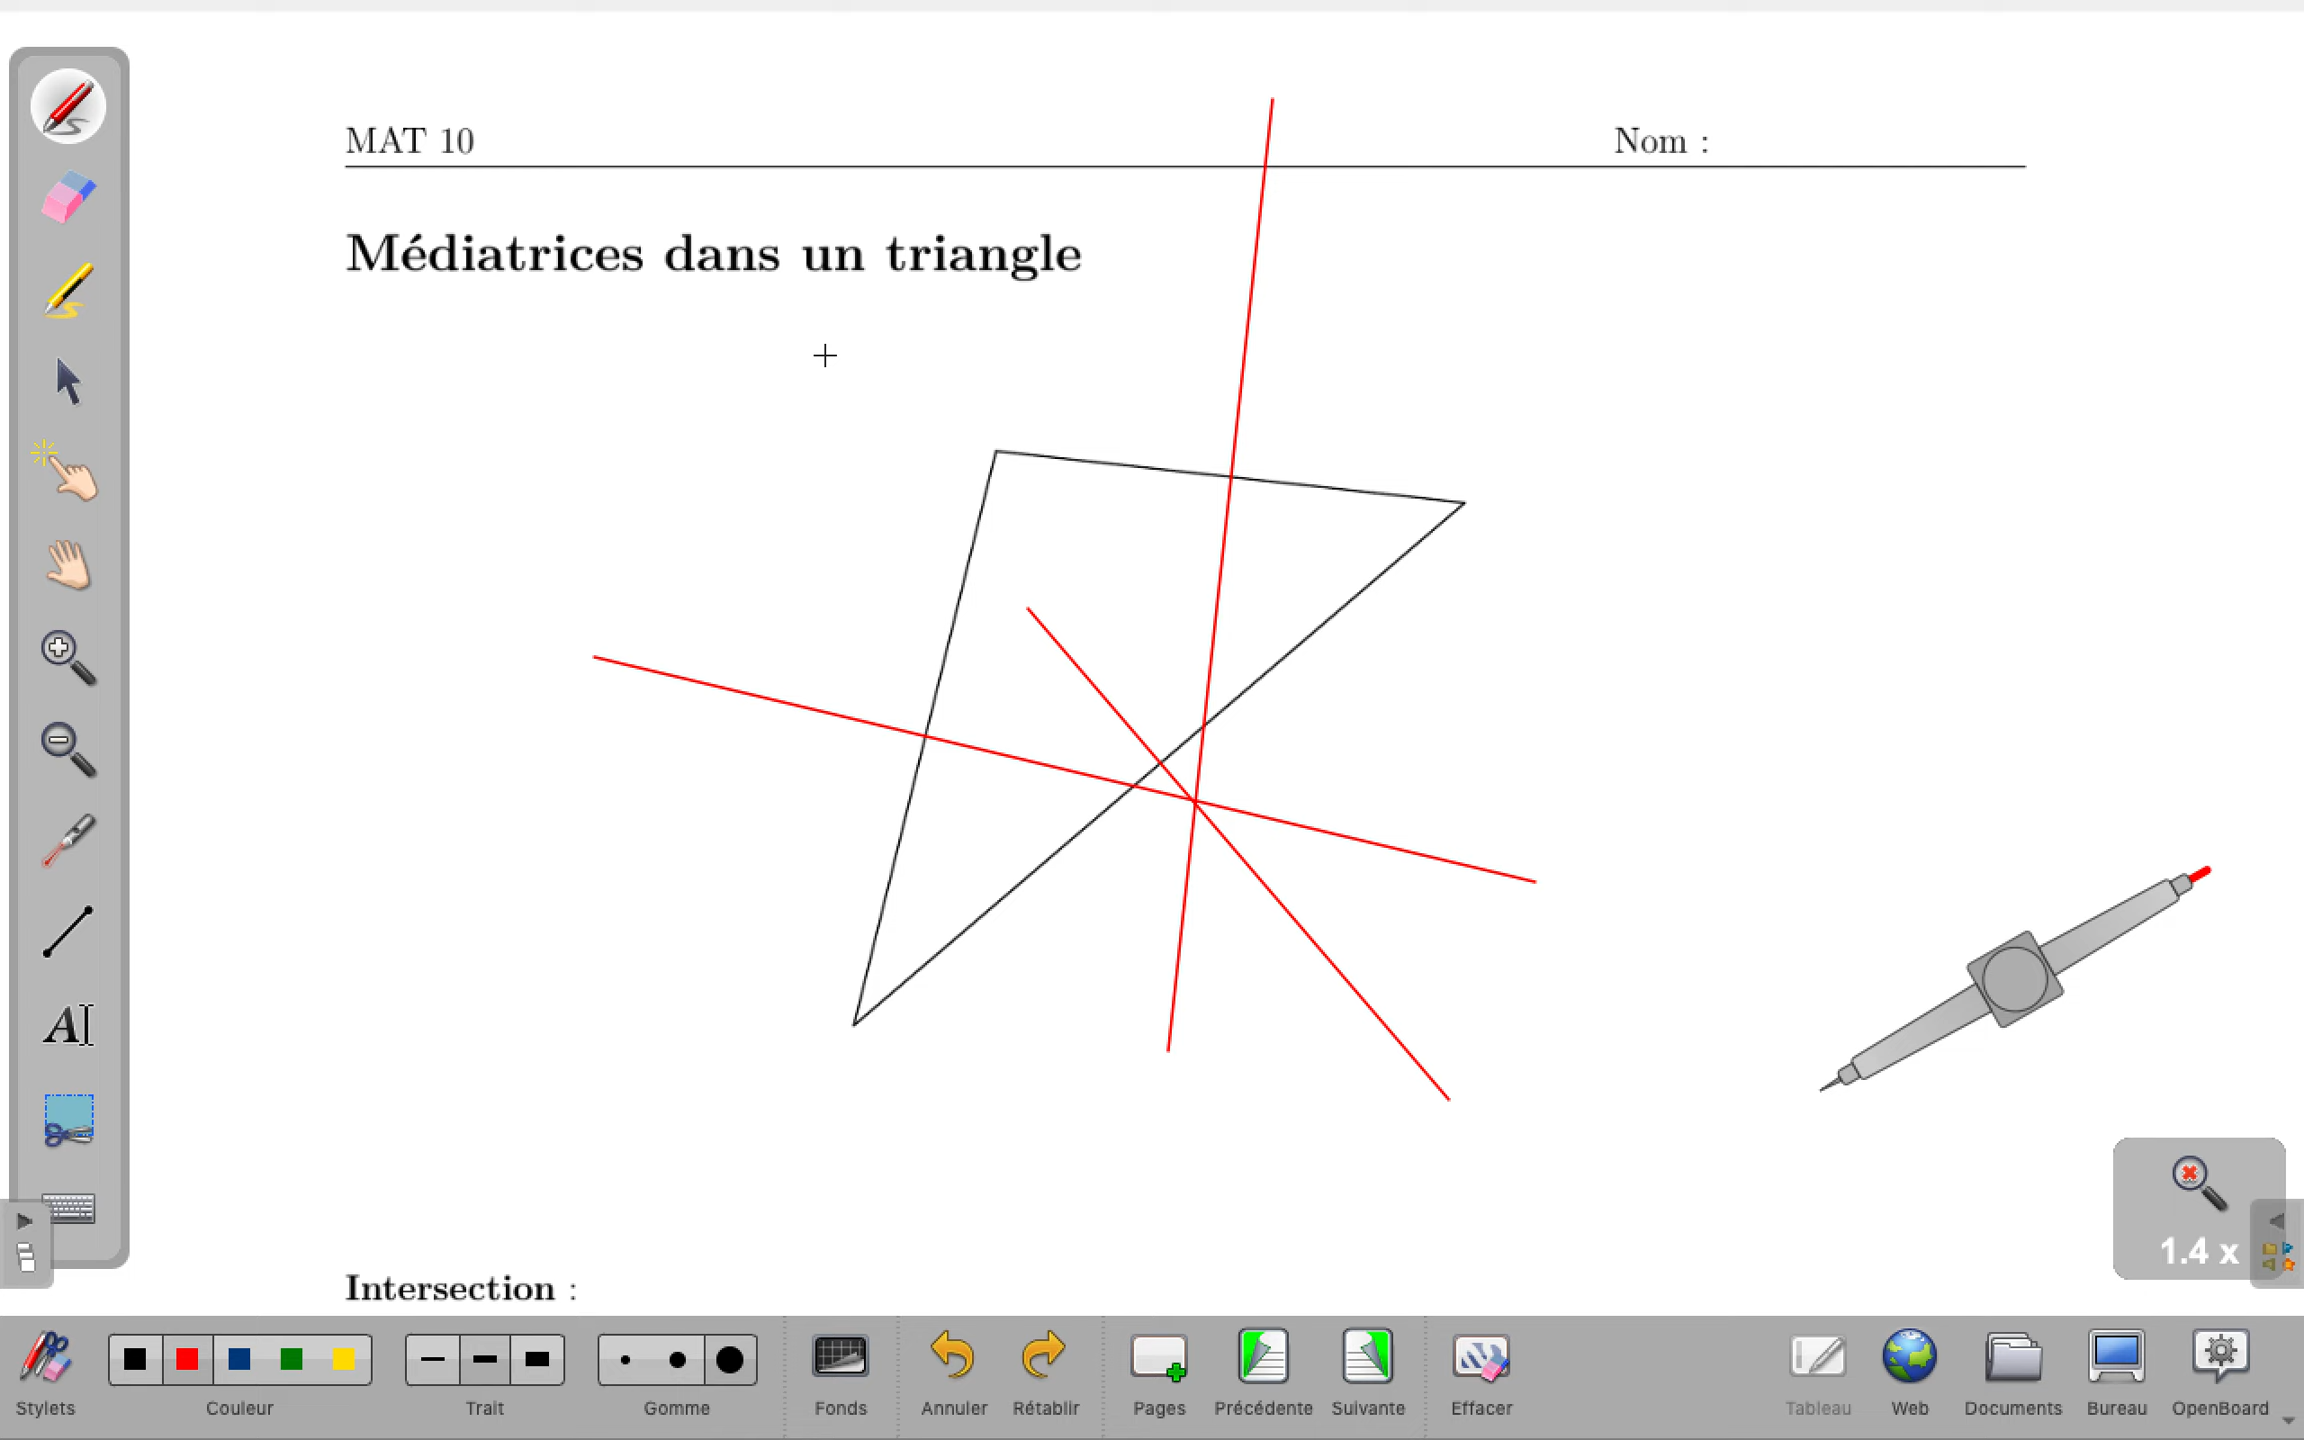 MAT 10 Nom :
Médiatrices dans un triangle
A
1.4 x
Intersection :
Stylets Couleur Trait Gomme Fonds Annuler Rétablir Pages Précédente Suivante Effacer Tableau Web Documents Bureau OpenBoard